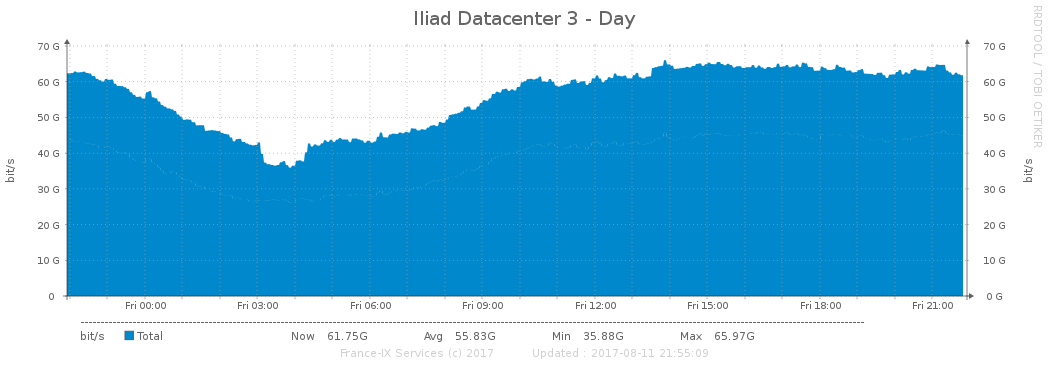 Iliad Datacenter 3 - Day
RRDTOOL / TOBI OETIKER
70 G 70 G
60 G 60 G
50 G 50 G
40 G 40 G
30 G 30 G
20 G 20 G
10 G 10 G
0 0 G
bit/s bit/s
Fri 00:00 Fri 03:00 Fri 06:00 Fri 09:00 Fri 12:00 Fri 15:00 Fri 18:00 Fri 21:00
bit/s Total Now 61.75G Avg 55.83G Min 35.88G Max 65.97G
France-IX Services (c) 2017 Updated : 2017-08-11 21:55:09